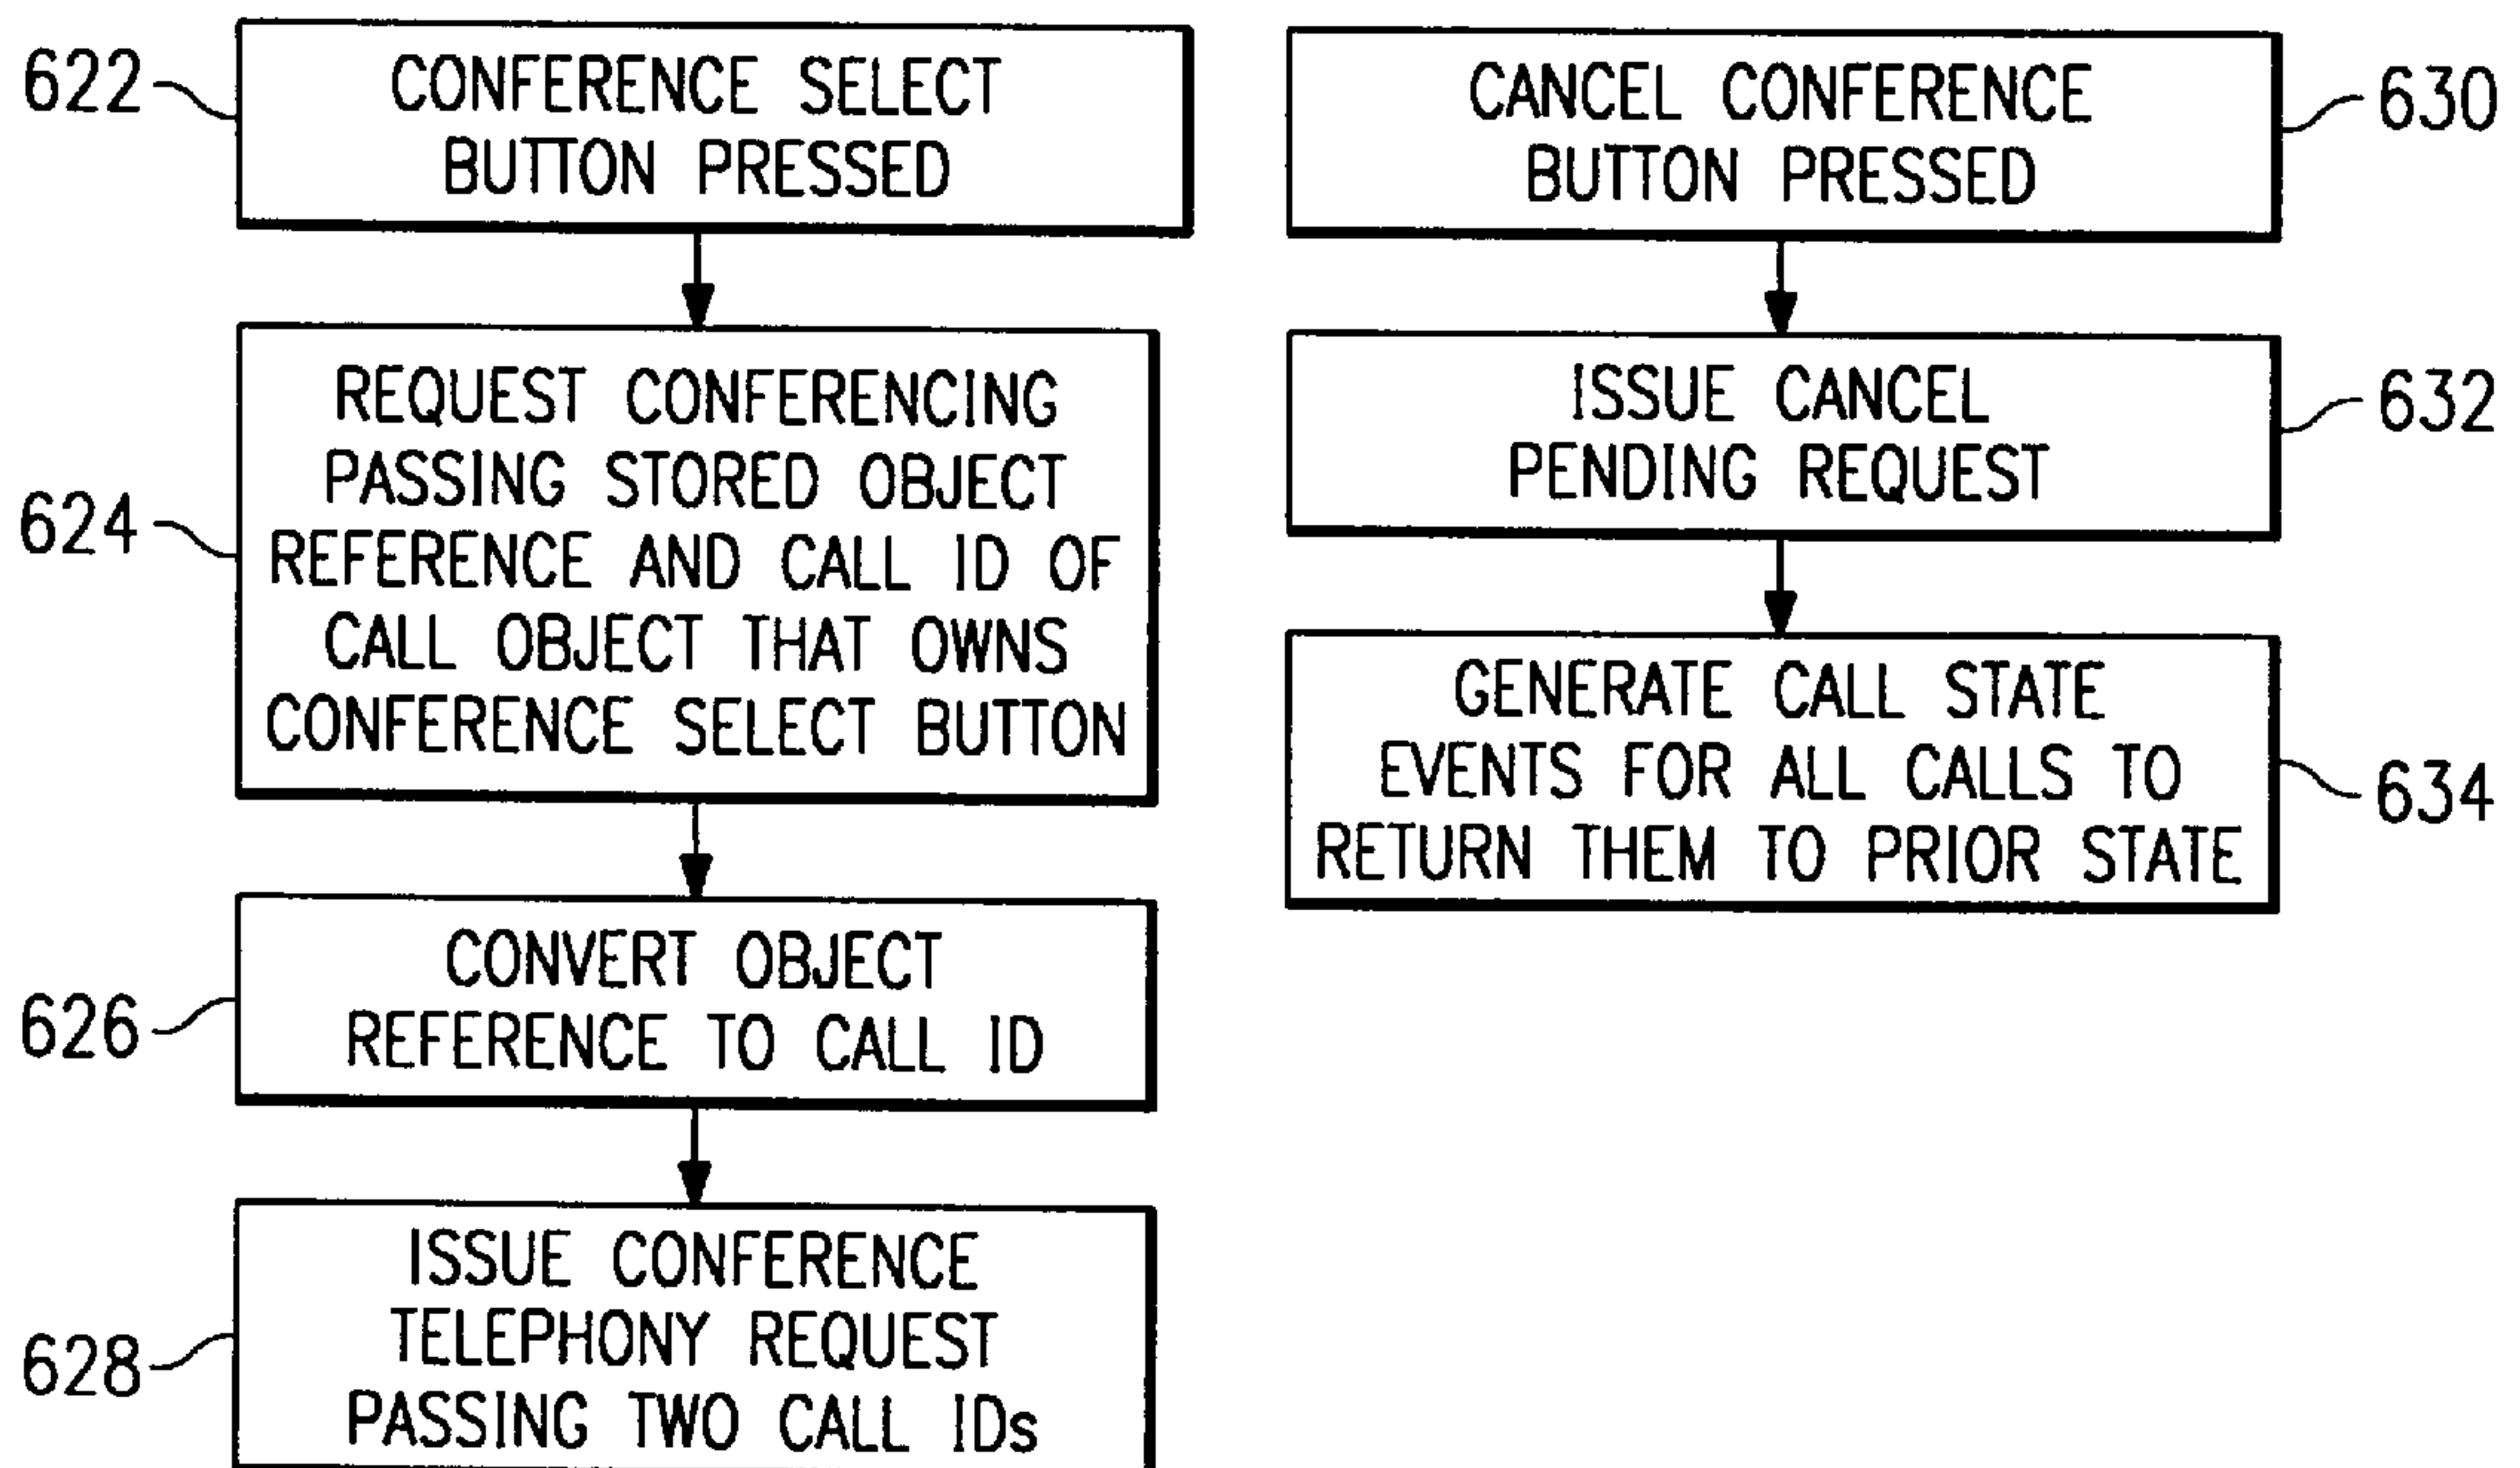 622
CONFERENCE SELECT
BUTTON PRESSED
624
REQUEST CONFERENCING
PASSING STORED OBJECT
REFERENCE AND CALL ID OF
CALL OBJECT THAT OWNS
CONFERENCE SELECT BUTTON
626
CONVERT OBJECT
REFERENCE TO CALL ID
628
ISSUE CONFERENCE
TELEPHONY REQUEST
PASSING TWO CALL IDs
CANCEL CONFERENCE
BUTTON PRESSED
630
ISSUE CANCEL
PENDING REQUEST
632
GENERATE CALL STATE
EVENTS FOR ALL CALLS TO
RETURN THEM TO PRIOR STATE
634